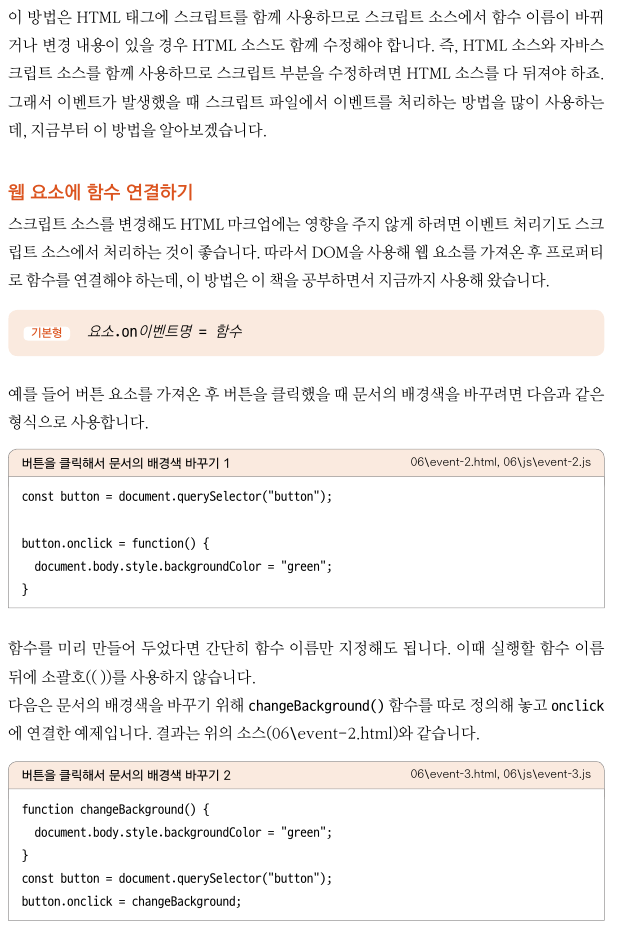 이 방법은 HTML 태그에 스크립트를 함께 사용하므로 스크립트 소스에서 함수 이름이 바뀌
거나 변경 내용이 있을 경우 HTML 소스도 함께 수정해야 합니다. 즉, HTML 소스와 자바스
크립트 소스를 함께 사용하므로 스크립트 부분을 수정하려면 HTML 소스를 다 뒤져야 하죠.
그래서 이벤트가 발생했을 때 스크립트 파일에서 이벤트를 처리하는 방법을 많이 사용하는
데, 지금부터 이 방법을 알아보겠습니다.
웹 요소에 함수 연결하기
스크립트 소스를 변경해도 HTML 마크업에는 영향을 주지 않게 하려면 이벤트 처리기도 스크
립트 소스에서 처리하는 것이 좋습니다. 따라서 DOM을 사용해 웹 요소를 가져온 후 프로퍼티
로 함수를 연결해야 하는데, 이 방법은 이 책을 공부하면서 지금까지 사용해 왔습니다.
기본형 요소.on이벤트명 = 함수
예를 들어 버튼 요소를 가져온 후 버튼을 클릭했을 때 문서의 배경색을 바꾸려면 다음과 같은
형식으로 사용합니다.
버튼을 클릭해서 문서의 배경색 바꾸기 1 06\event-2.html, 06\js\event-2.js
const button = document.querySelector("button");
button.onclick = function() {
  document.body.style.backgroundColor = "green";
}
함수를 미리 만들어 두었다면 간단히 함수 이름만 지정해도 됩니다. 이때 실행할 함수 이름
뒤에 소괄호(( ))를 사용하지 않습니다.
다음은 문서의 배경색을 바꾸기 위해 changeBackground() 함수를 따로 정의해 놓고 onclick
에 연결한 예제입니다. 결과는 위의 소스(06\event-2.html)와 같습니다.
버튼을 클릭해서 문서의 배경색 바꾸기 2 06\event-3.html, 06\js\event-3.js
function changeBackground() {
  document.body.style.backgroundColor = "green";
}
const button = document.querySelector("button");
button.onclick = changeBackground;